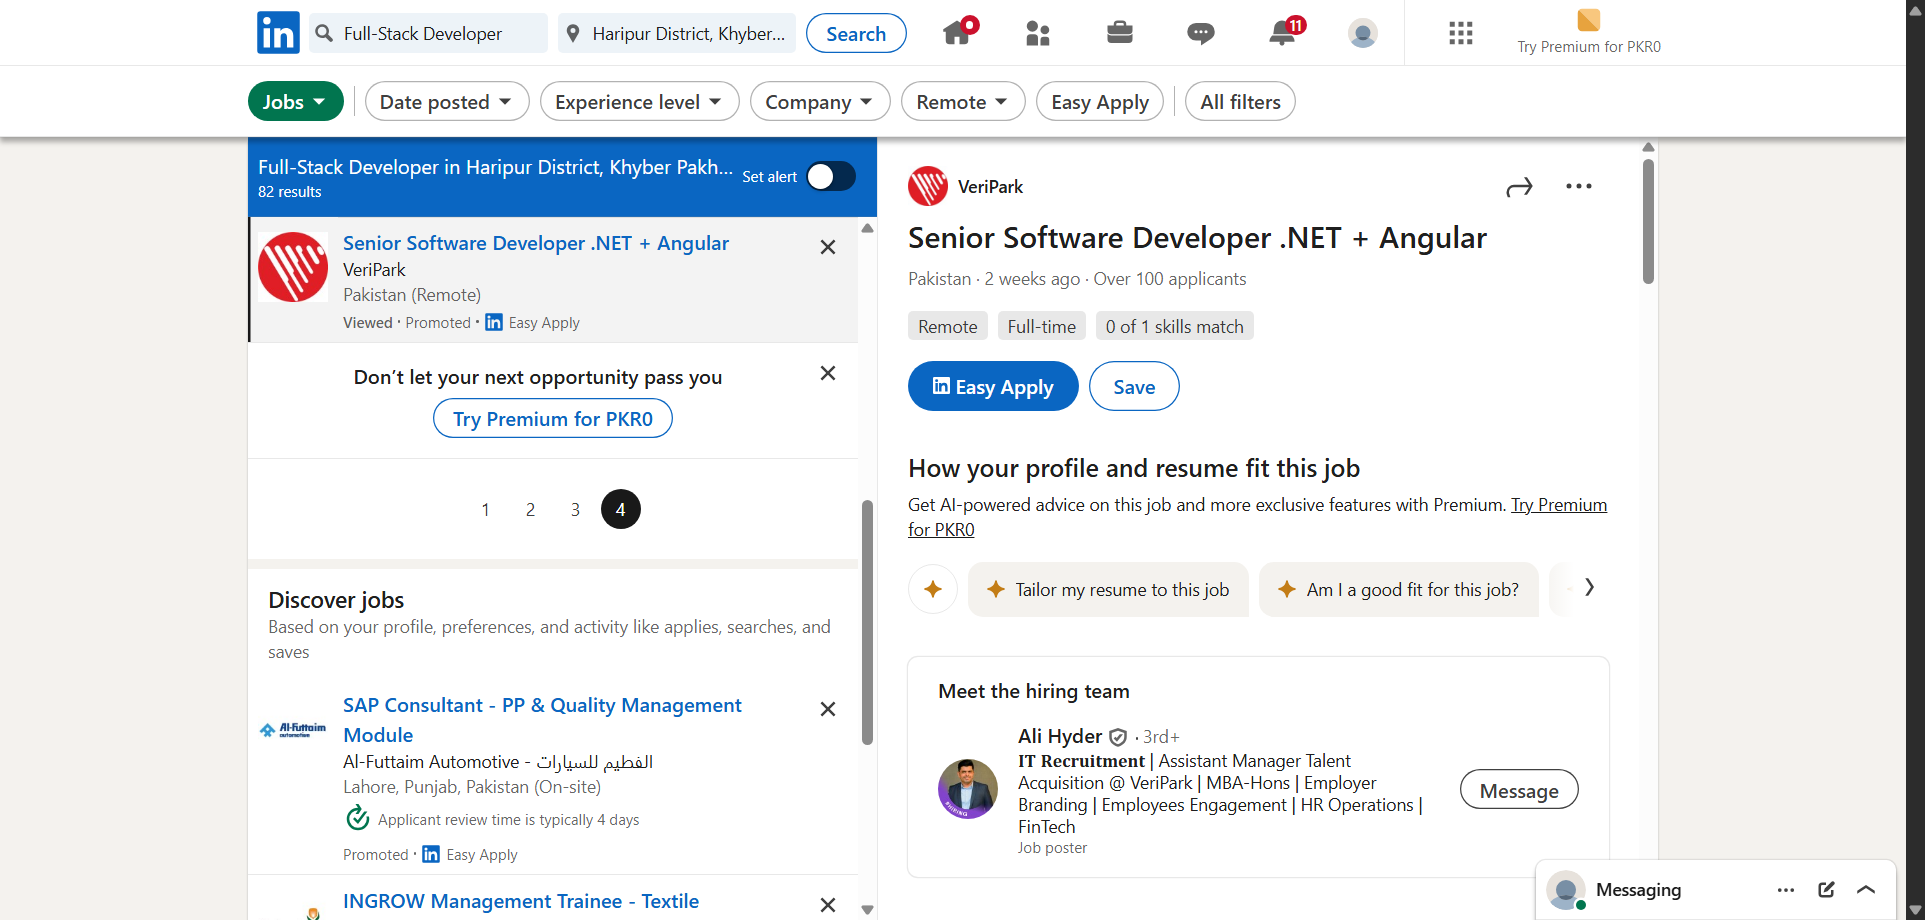 in
Full-Stack Developer
Haripur District, Khyber...
Search
11
Try Premium for PKR0
Jobs
Date posted
Experience level
Company
Remote
Easy Apply
All filters
Full-Stack Developer in Haripur District, Khyber Pakh...
82 results
Set alert
Senior Software Developer .NET + Angular
VeriPark
Pakistan (Remote)
Viewed · Promoted · in Easy Apply
Don’t let your next opportunity pass you
Try Premium for PKR0
1 2 3 4
Discover jobs
Based on your profile, preferences, and activity like applies, searches, and
saves
Al-Futtaim
automotive
SAP Consultant - PP & Quality Management
Module
Al-Futtaim Automotive - الفطيم للسيارات
Lahore, Punjab, Pakistan (On-site)
Applicant review time is typically 4 days
Promoted · in Easy Apply
INGROW Management Trainee - Textile
VeriPark
Senior Software Developer .NET + Angular
Pakistan · 2 weeks ago · Over 100 applicants
Remote
Full-time
0 of 1 skills match
in Easy Apply
Save
How your profile and resume fit this job
Get AI-powered advice on this job and more exclusive features with Premium. Try Premium
for PKR0
Tailor my resume to this job
Am I a good fit for this job?
Meet the hiring team
Ali Hyder · 3rd+
IT Recruitment | Assistant Manager Talent
Acquisition @ VeriPark | MBA-Hons | Employer
Branding | Employees Engagement | HR Operations |
FinTech
Job poster
#HIRING
Message
Messaging